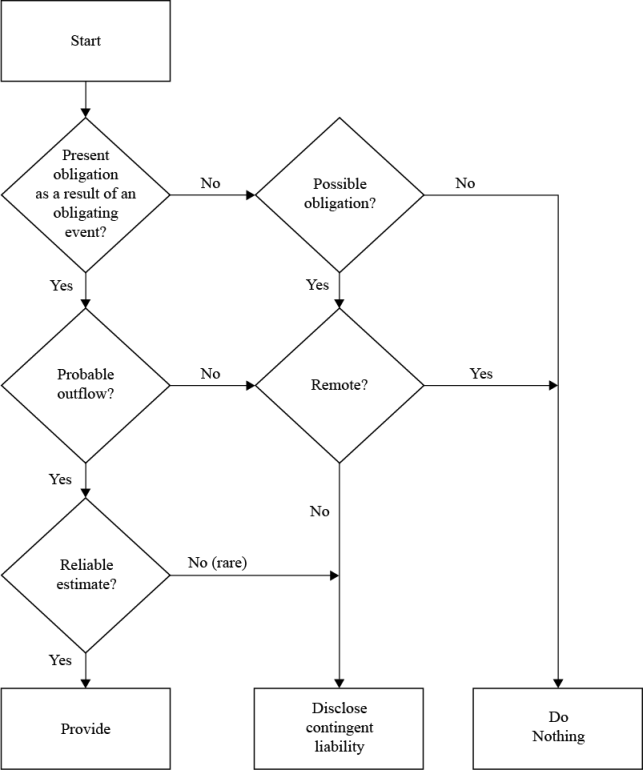 Start
Present
obligation
as a result of an
obligating
event?
No
Possible
obligation?
No
Yes
Yes
Probable
outflow?
No
Remote?
Yes
Yes
No
Reliable
estimate?
No (rare)
Yes
Provide
Disclose
contingent
liability
Do
Nothing